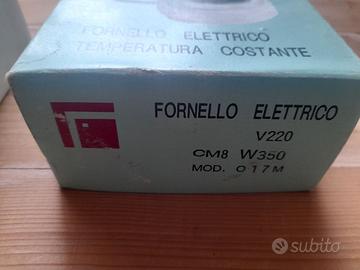 FORNELLO ELETTRICO
TEMPERATURA COSTANTE
FORNELLO ELETTRICO
V220
CM8 W350
MOD. 017M
subito